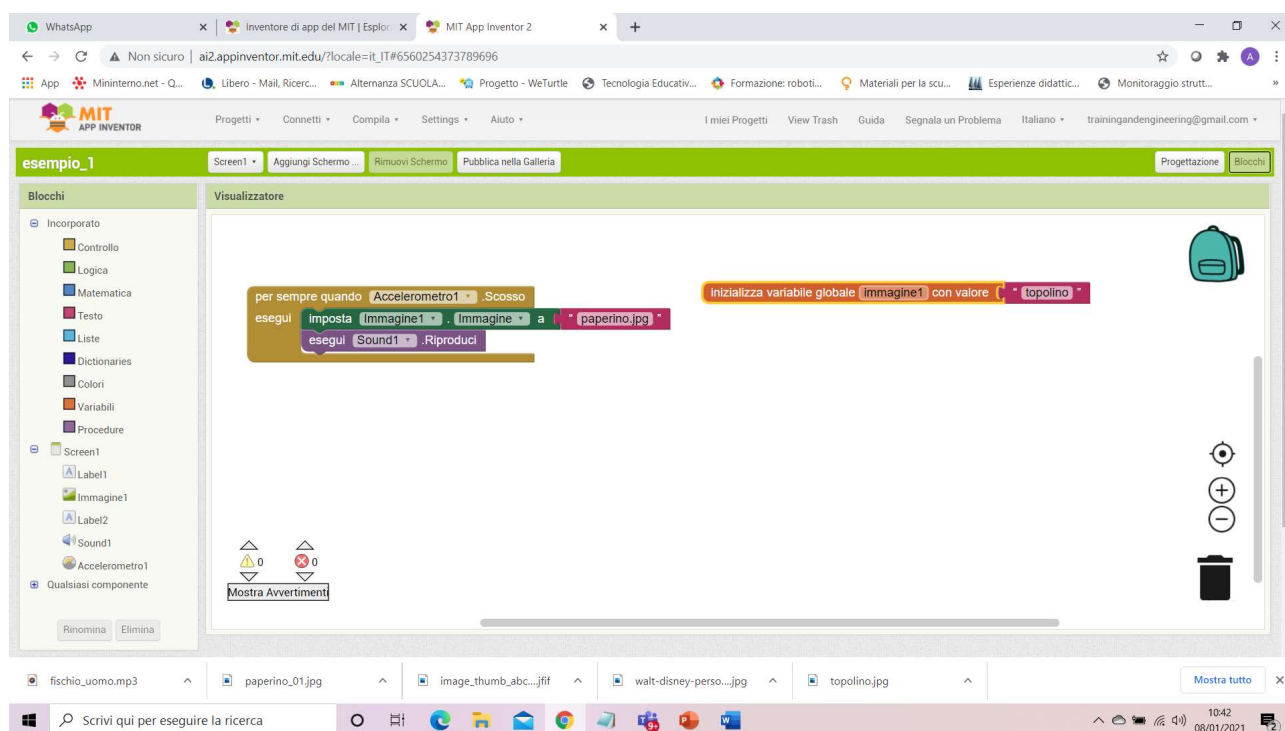 WhatsApp
Inventore di app del MIT | Esplor
MIT App Inventor 2
Non sicuro | ai2.appinventor.mit.edu/?locale=it_IT#6560254373789696
A
App
Mininterno.net - Q...
Libero - Mail, Ricerc...
Alternanza SCUOLA...
Progetto - WeTurtle
Tecnologia Educativ...
Formazione: roboti...
Materiali per la scu...
Esperienze didattic...
Monitoraggio strutt...
MIT
APP INVENTOR
Progetti
Connetti
Compila
Settings
Aiuto
I miei Progetti
View Trash
Guida
Segnala un Problema
Italiano
trainingandengineering@gmail.com
esempio_1
Screen1
Aggiungi Schermo ...
Rimuovi Schermo
Pubblica nella Galleria
Progettazione
Blocchi
Blocchi
Visualizzatore
Incorporato
Controllo
Logica
Matematica
Testo
Liste
Dictionaries
Colori
Variabili
Procedure
Screen1
Label1
Immagine1
Label2
Sound1
Accelerometro1
Qualsiasi componente
Rinomina
Elimina
per sempre quando Accelerometro1 .Scosso
esegui imposta Immagine1 . Immagine a " paperino.jpg "
esegui Sound1 .Riproduci
inizializza variabile globale immagine1 con valore " topolino "
0
0
Mostra Avvertimenti
fischio_uomo.mp3
paperino_01.jpg
image_thumb_abc....jfif
walt-disney-perso....jpg
topolino.jpg
Mostra tutto
Scrivi qui per eseguire la ricerca
9+
10:42
08/01/2021
2